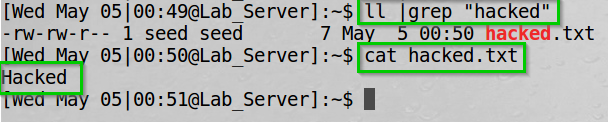 [Wed May 05|00:49@Lab_Server]:~$ ll |grep "hacked"
-rw-rw-r-- 1 seed seed       7 May  5 00:50 hacked.txt
[Wed May 05|00:50@Lab_Server]:~$ cat hacked.txt
Hacked
[Wed May 05|00:51@Lab_Server]:~$